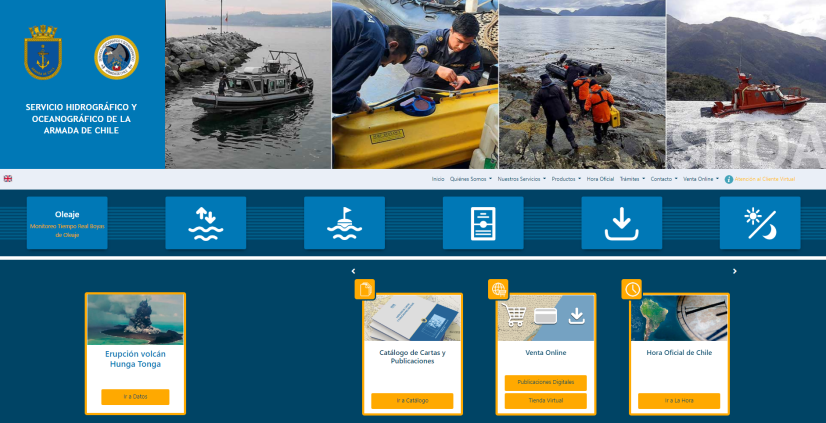 SERVICIO HIDROGRÁFICO Y
OCEANOGRÁFICO DE LA
ARMADA DE CHILE
SHOA
Inicio Quiénes Somos Nuestros Servicios Productos Hora Oficial Trámites Contacto Venta Online Atención al Cliente Virtual
Oleaje
Monitoreo Tiempo Real Boyas
de Oleaje
Erupción volcán
Hunga Tonga
Ir a Datos
Catálogo de Cartas y
Publicaciones
Ir a Catálogo
Venta Online
Publicaciones Digitales
Tienda Virtual
Hora Oficial de Chile
Ir a La Hora